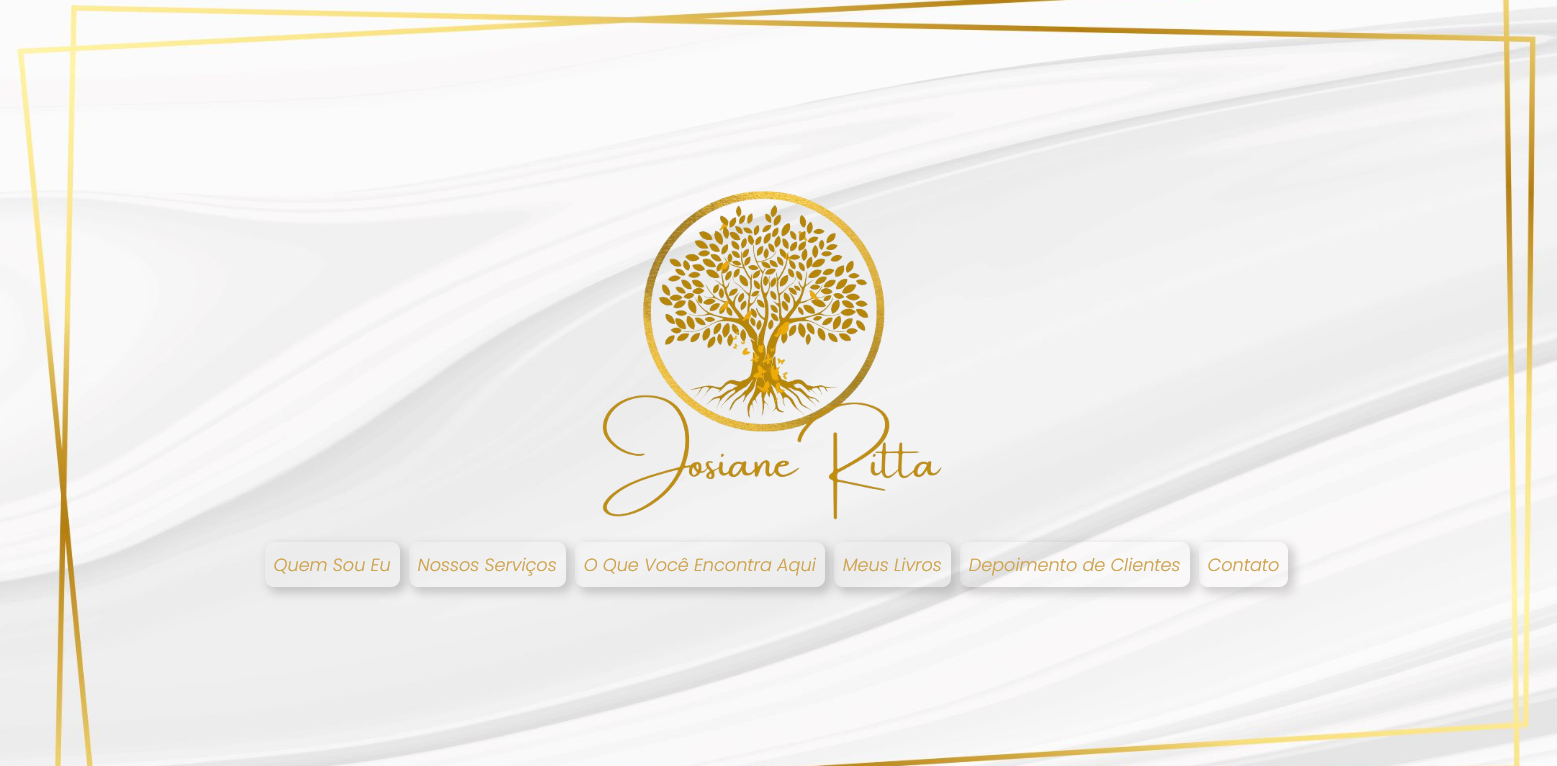 Josiane Ritta
Quem Sou Eu
Nossos Serviços
O Que Você Encontra Aqui
Meus Livros
Depoimento de Clientes
Contato